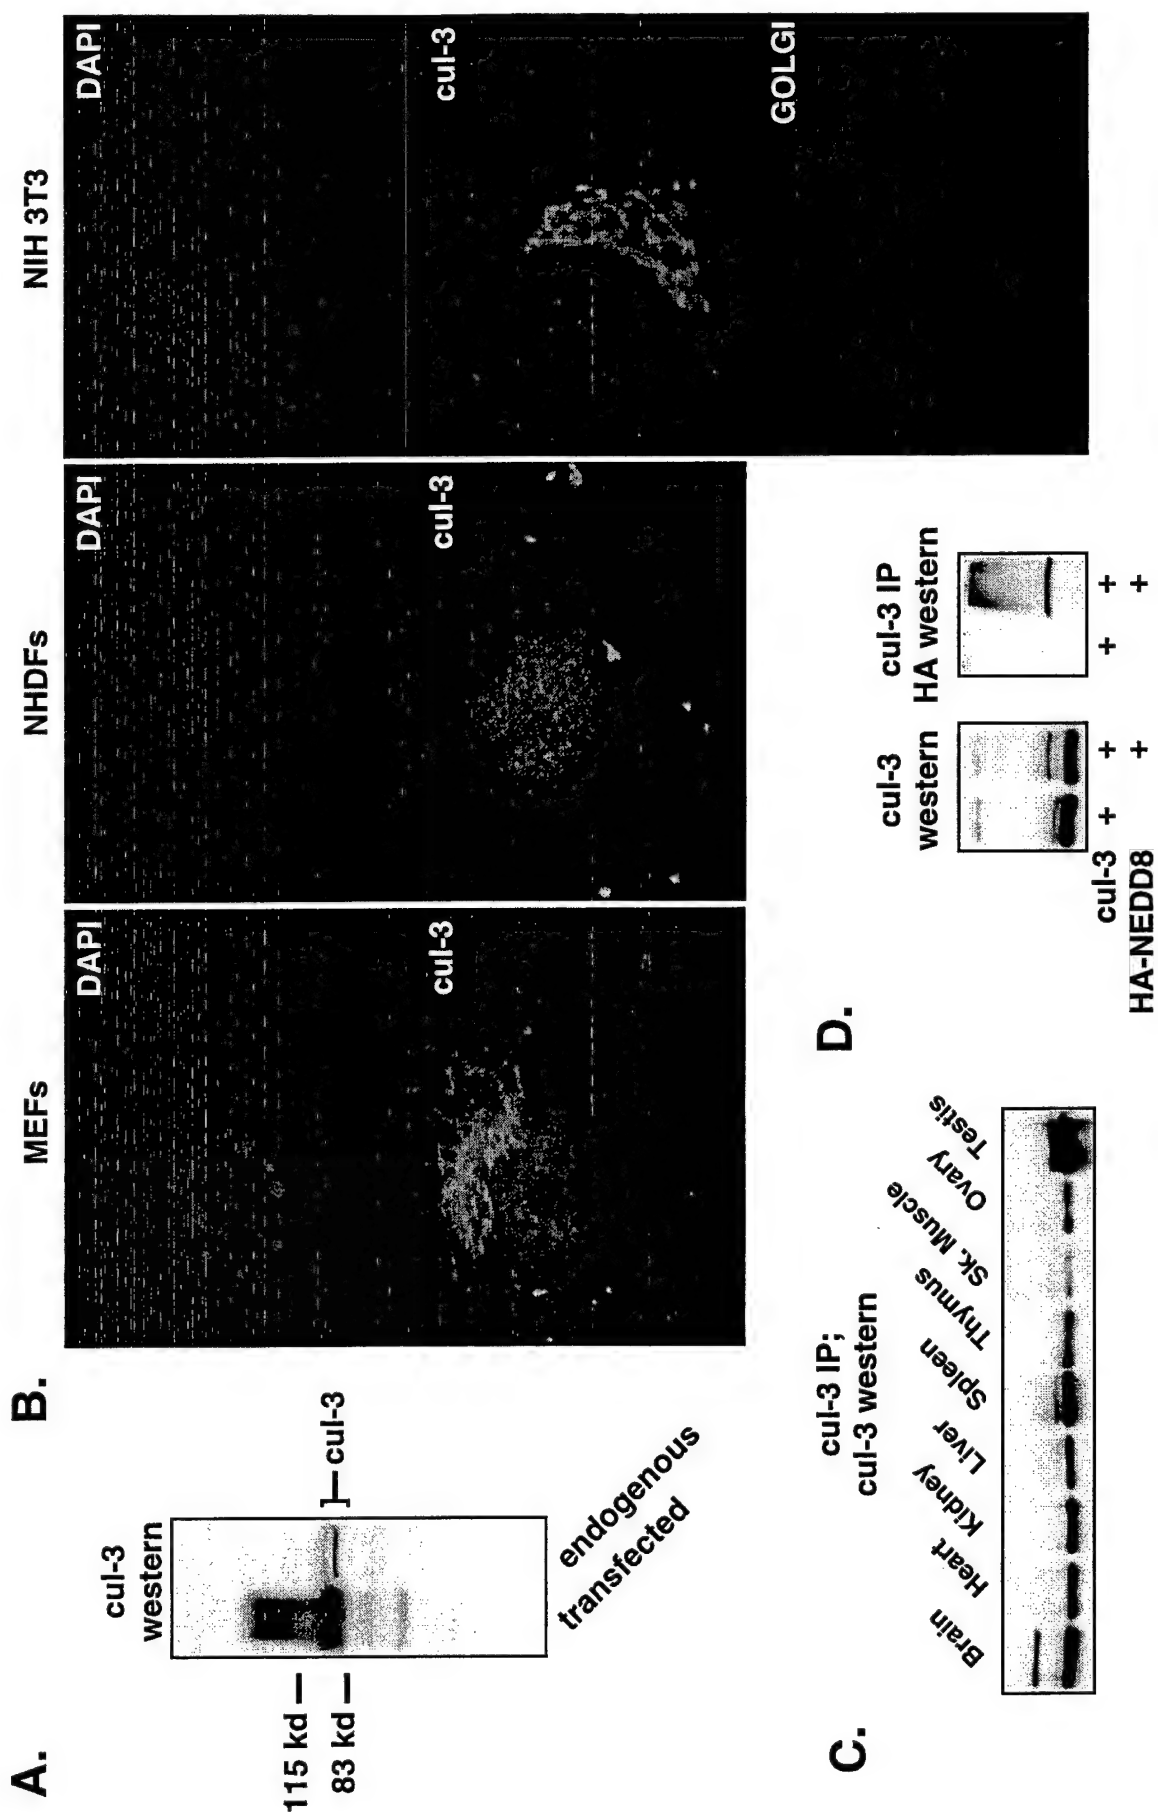 A.
cul-3
western
115 kd
83 kd
cul-3
transfected
endogenous
B.
MEFs
NHDFs
NIH 3T3
DAPI
DAPI
DAPI
cul-3
cul-3
cul-3
GOLGI
C.
cul-3 IP;
cul-3 western
Brain
Heart
Kidney
Liver
Spleen
Thymus
Sk. Muscle
Ovary
Testis
D.
cul-3
western
cul-3 IP
HA western
cul-3 + + + +
HA-NEDD8 + +